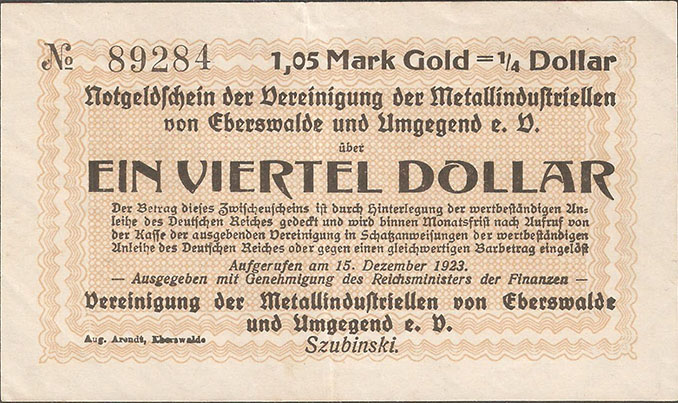 № 89284 1,05 Mark Gold = 1/4 Dollar
Notgeldschein der Vereinigung der Metallindustriellen
von Eberswalde und Umgegend e. V.
über
EIN VIERTEL DOLLAR
Der Betrag dieses Zwischenscheins ist durch Hinterlegung der wertbeständigen An-
leihe des Deutschen Reiches gedeckt und wird binnen Monatsfrist nach Aufruf von
der Kasse der ausgebenden Vereinigung in Schatzanweisungen der wertbeständigen
Anleihe des Deutschen Reiches oder gegen einen gleichwertigen Barbetrag eingelöst
Aufgerufen am 15. Dezember 1923.
— Ausgegeben mit Genehmigung des Reichsministers der Finanzen —
Vereinigung der Metallindustriellen von Eberswalde
und Umgegend e. V.
Aug. Arendt, Eberswalde
Szubinski.